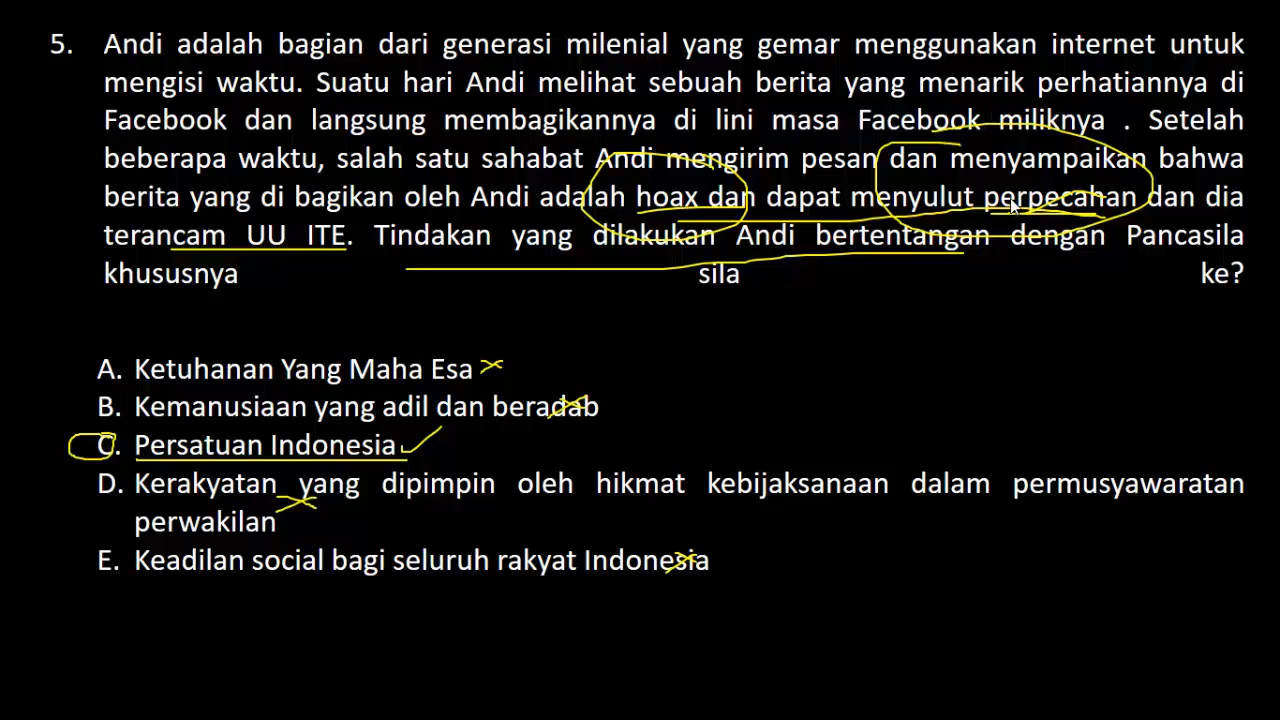 5. Andi adalah bagian dari generasi milenial yang gemar menggunakan internet untuk
mengisi waktu. Suatu hari Andi melihat sebuah berita yang menarik perhatiannya di
Facebook dan langsung membagikannya di lini masa Facebook miliknya . Setelah
beberapa waktu, salah satu sahabat Andi mengirim pesan dan menyampaikan bahwa
berita yang di bagikan oleh Andi adalah hoax dan dapat menyulut perpecahan dan dia
terancam UU ITE. Tindakan yang dilakukan Andi bertentangan dengan Pancasila
khususnya sila ke?
A. Ketuhanan Yang Maha Esa
B. Kemanusiaan yang adil dan beradab
C. Persatuan Indonesia
D. Kerakyatan yang dipimpin oleh hikmat kebijaksanaan dalam permusyawaratan
perwakilan
E. Keadilan social bagi seluruh rakyat Indonesia